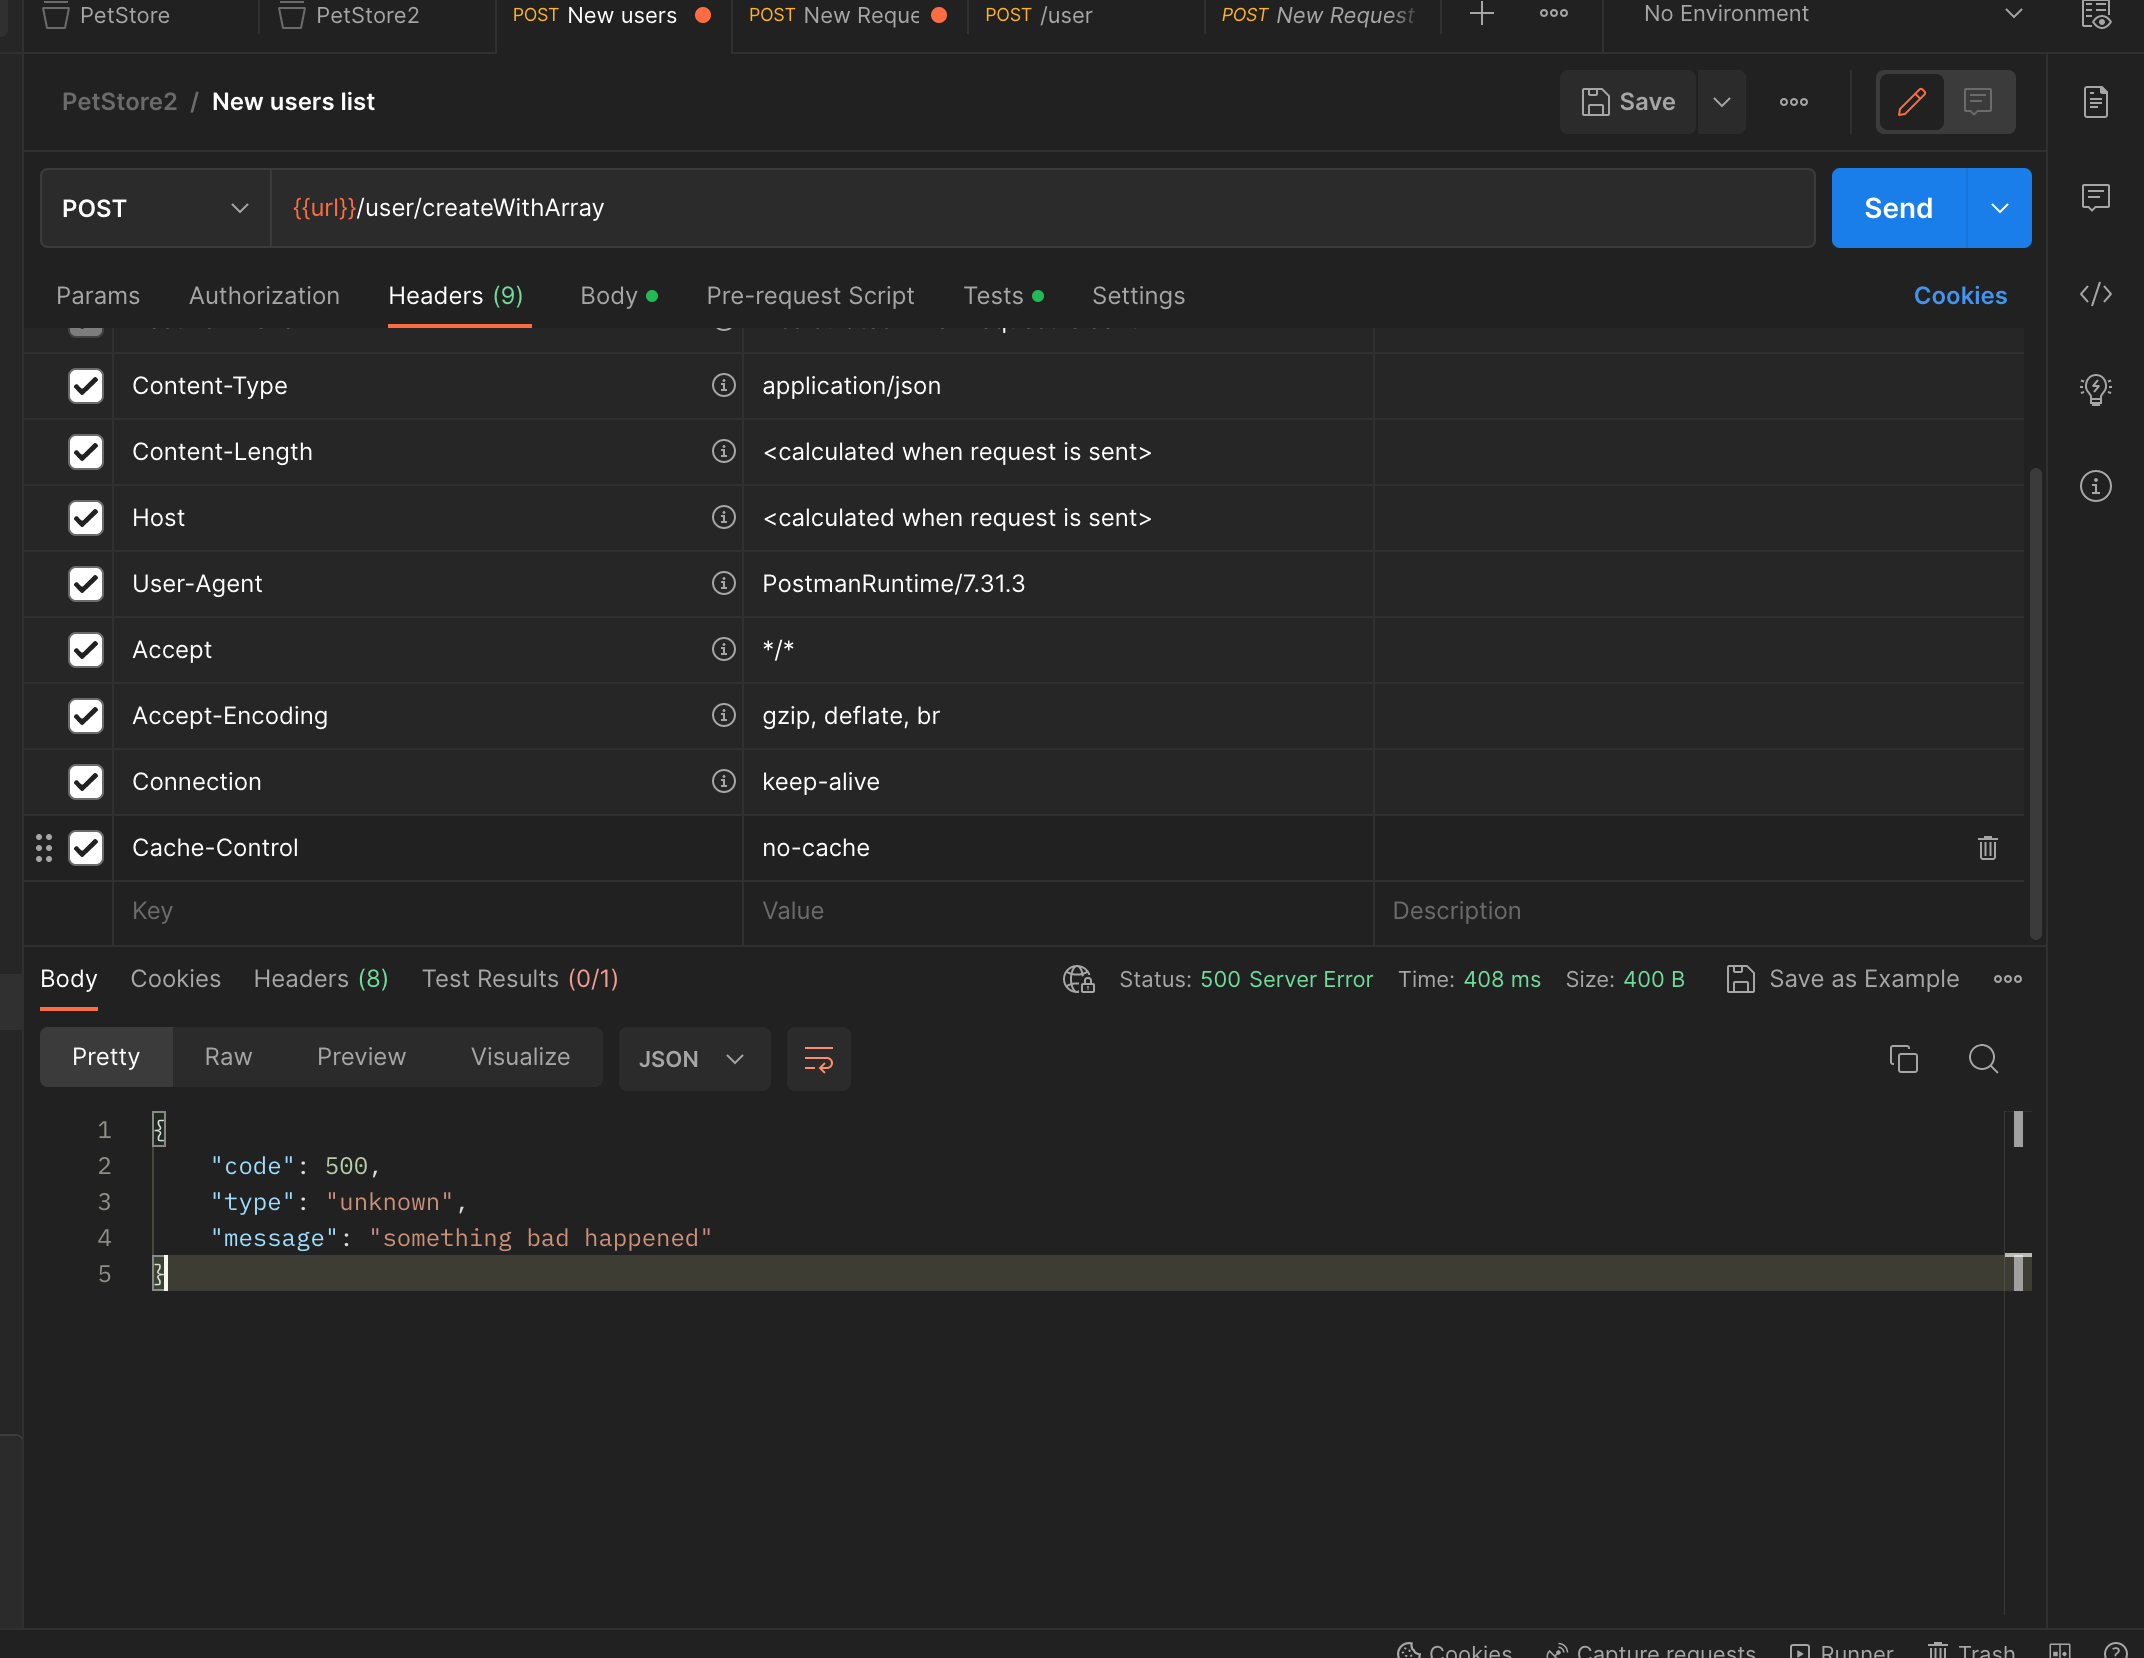 PetStore
PetStore2
POST New users
POST New Reque
POST /user
POST New Request
No Environment
PetStore2 / New users list
Save
POST
{{url}}/user/createWithArray
Send
Params
Authorization
Headers (9)
Body
Pre-request Script
Tests
Settings
Cookies
Content-Type
application/json
Content-Length
<calculated when request is sent>
Host
<calculated when request is sent>
User-Agent
PostmanRuntime/7.31.3
Accept
*/*
Accept-Encoding
gzip, deflate, br
Connection
keep-alive
Cache-Control
no-cache
Key
Value
Description
Body
Cookies
Headers (8)
Test Results (0/1)
Status: 500 Server Error
Time: 408 ms
Size: 400 B
Save as Example
Pretty
Raw
Preview
Visualize
JSON
1 {
2 "code": 500,
3 "type": "unknown",
4 "message": "something bad happened"
5 }
Cookies
Capture requests
Runner
Trash